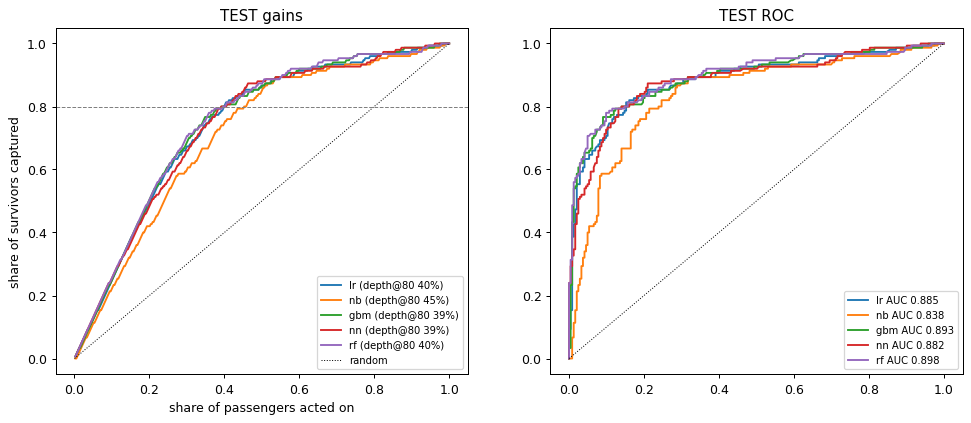 TEST gains
share of survivors captured
1.0
0.8
0.6
0.4
0.2
0.0
0.0 0.2 0.4 0.6 0.8 1.0
share of passengers acted on
lr (depth@80 40%)
nb (depth@80 45%)
gbm (depth@80 39%)
nn (depth@80 39%)
rf (depth@80 40%)
random
TEST ROC
1.0
0.8
0.6
0.4
0.2
0.0
0.0 0.2 0.4 0.6 0.8 1.0
lr AUC 0.885
nb AUC 0.838
gbm AUC 0.893
nn AUC 0.882
rf AUC 0.898